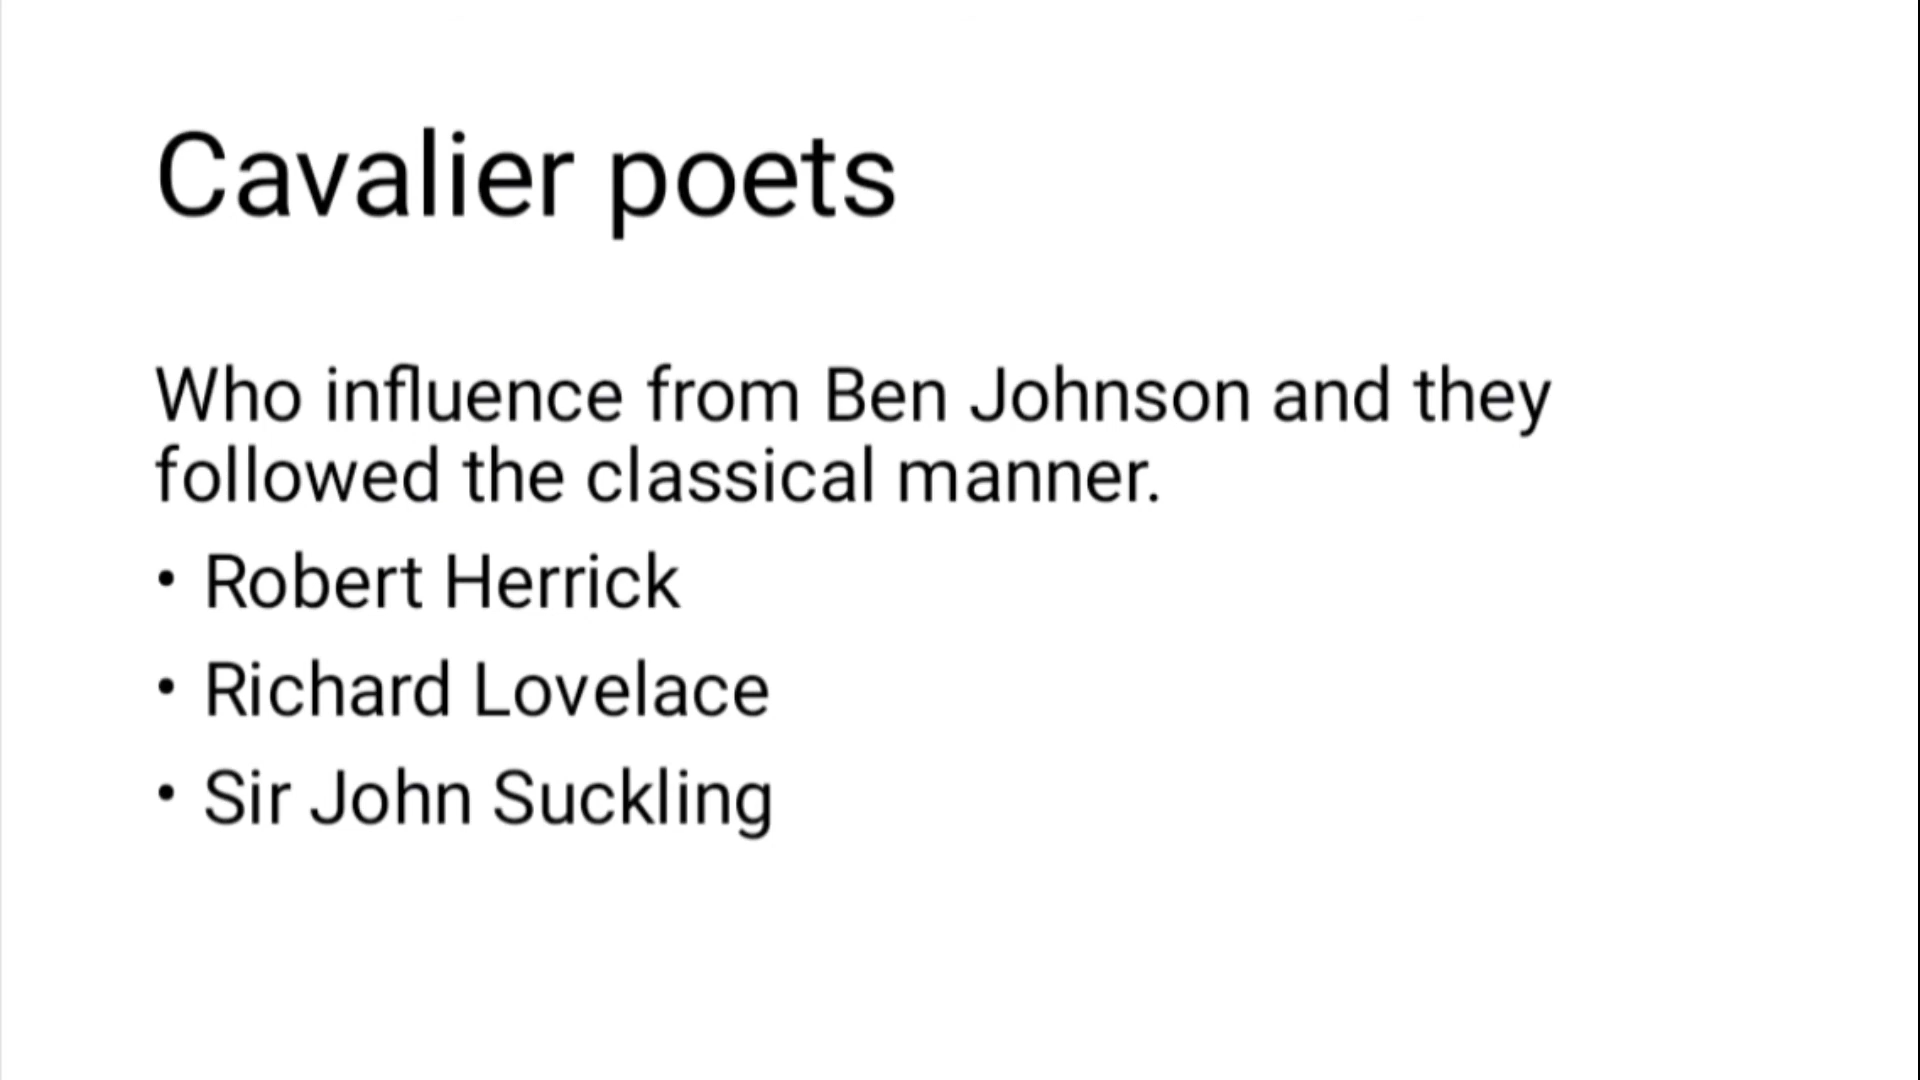 Cavalier poets
Who influence from Ben Johnson and they
followed the classical manner.
• Robert Herrick
• Richard Lovelace
• Sir John Suckling